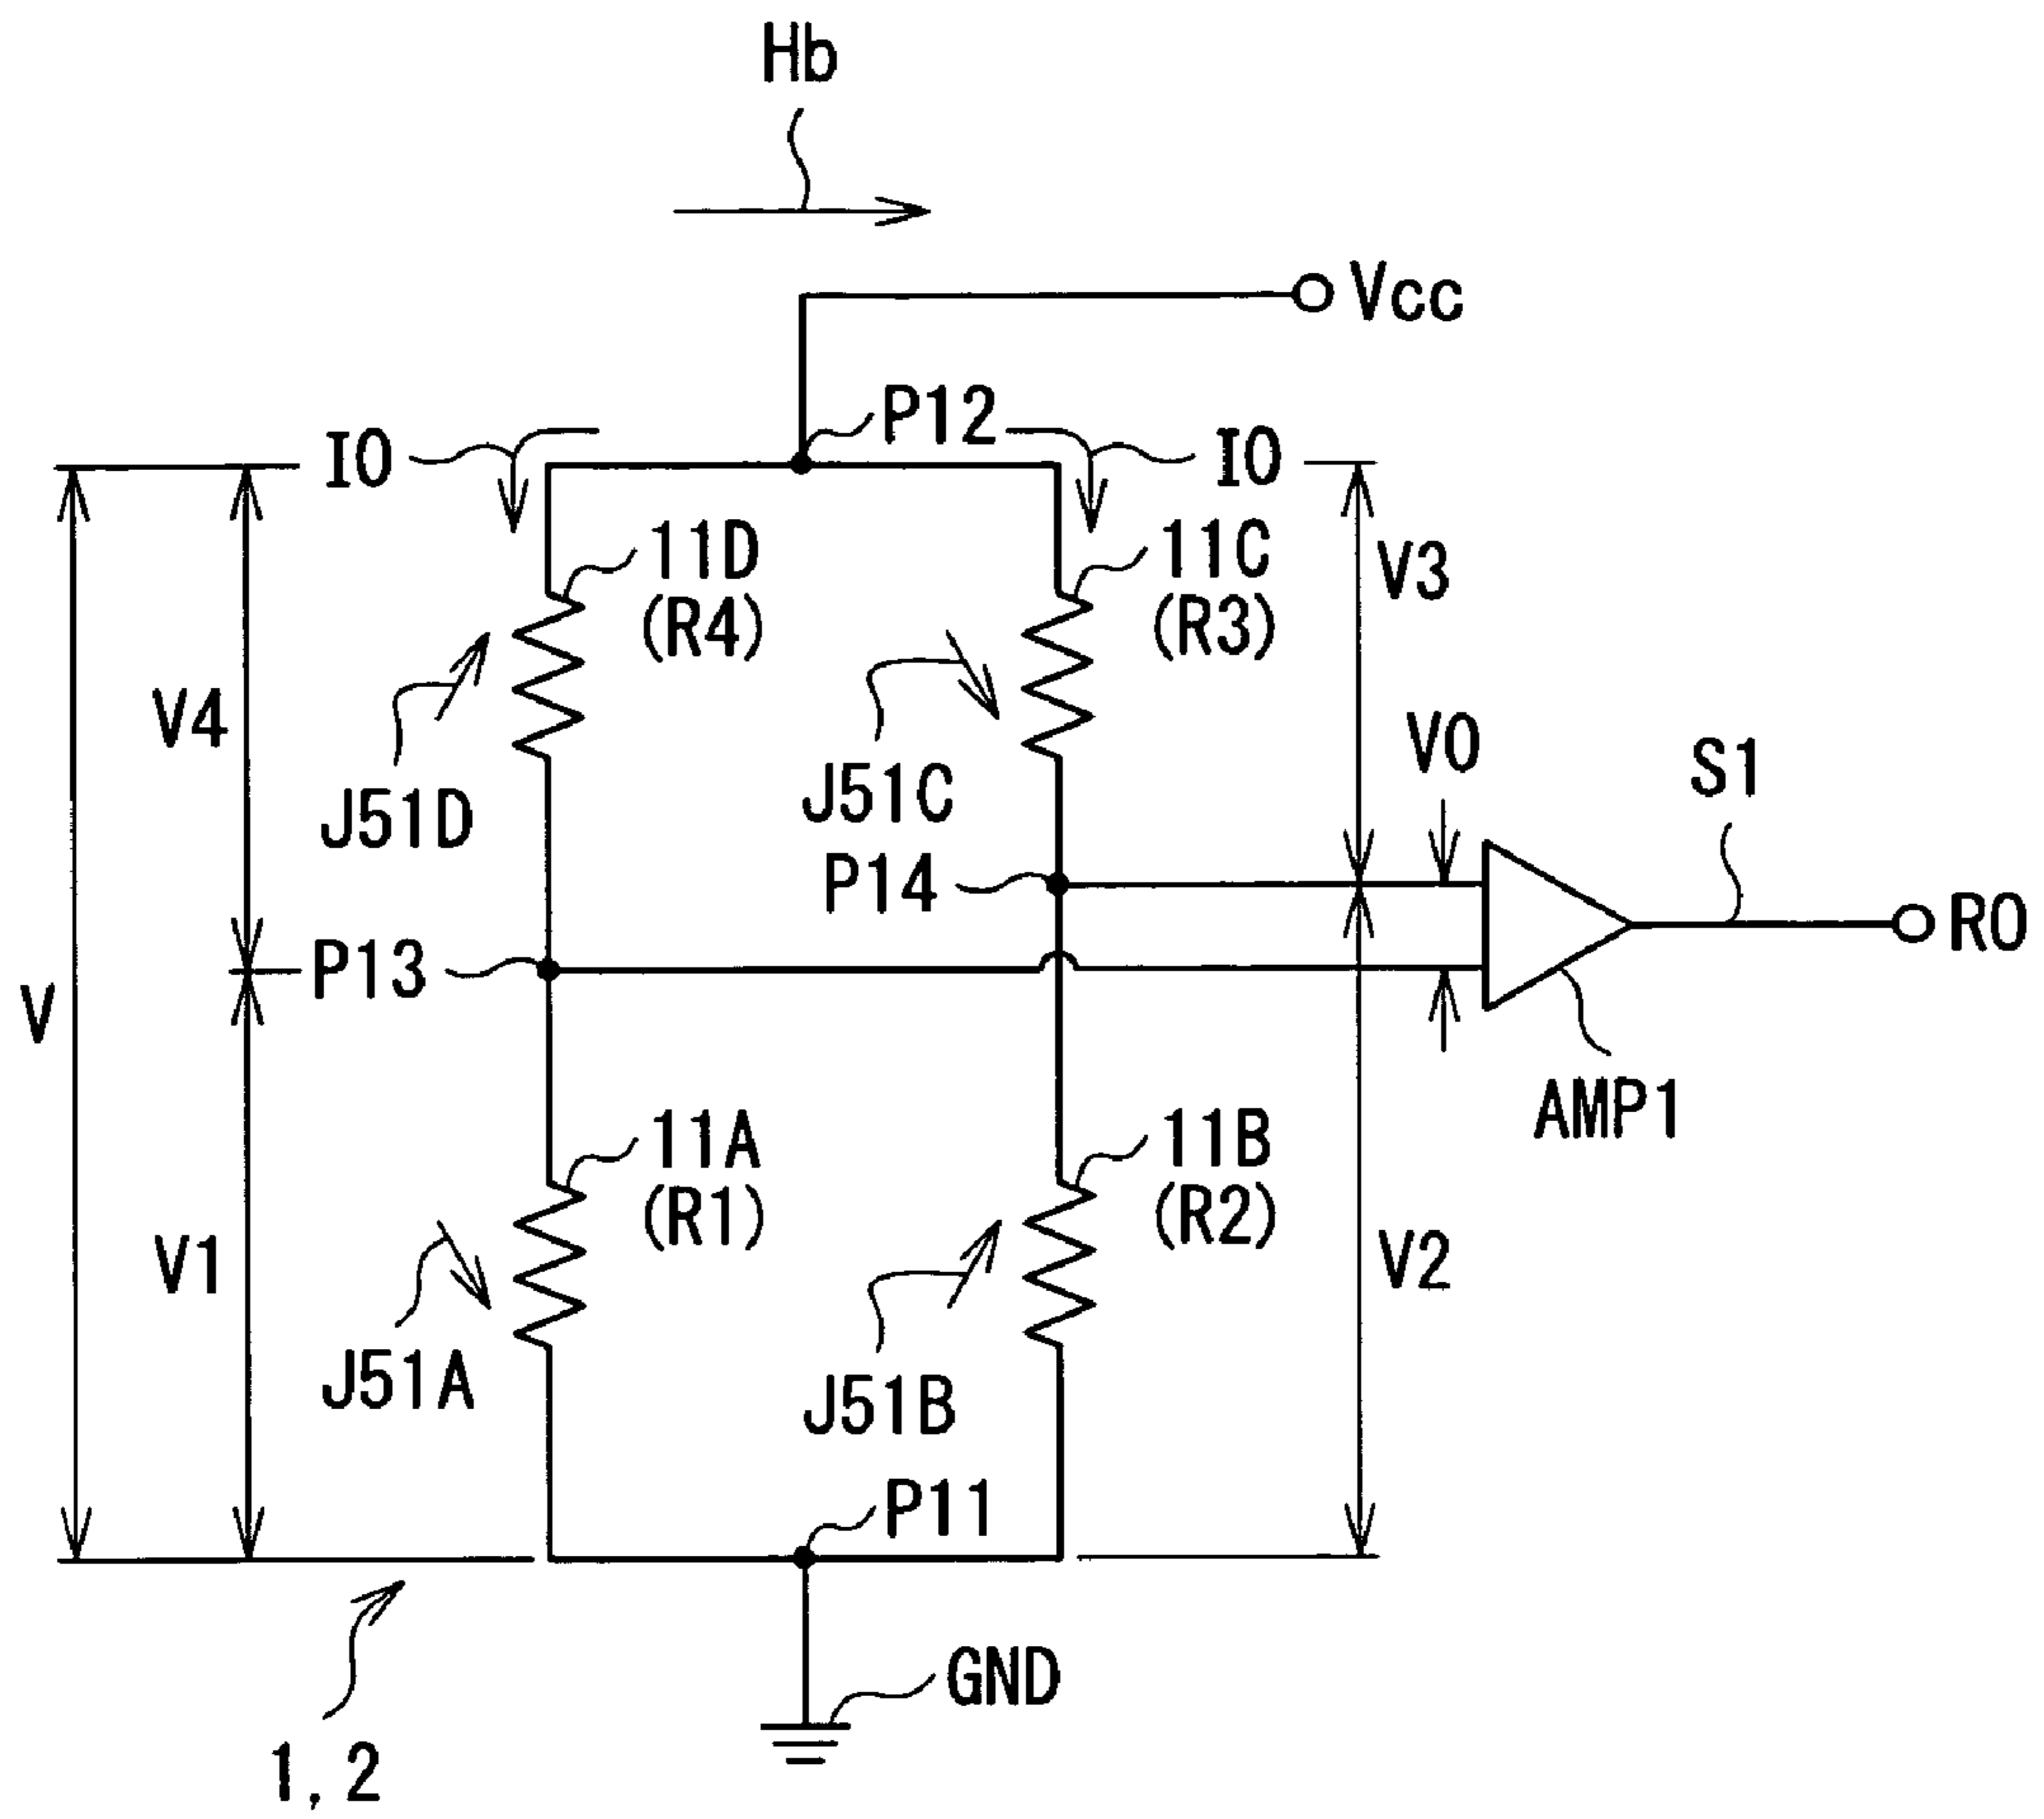 Hb
Vcc
P12
I0
I0
11D
(R4)
11C
(R3)
V3
V4
V0
S1
J51D
J51C
P14
P13
R0
V
AMP1
11A
(R1)
11B
(R2)
V1
V2
J51A
J51B
P11
GND
1,2